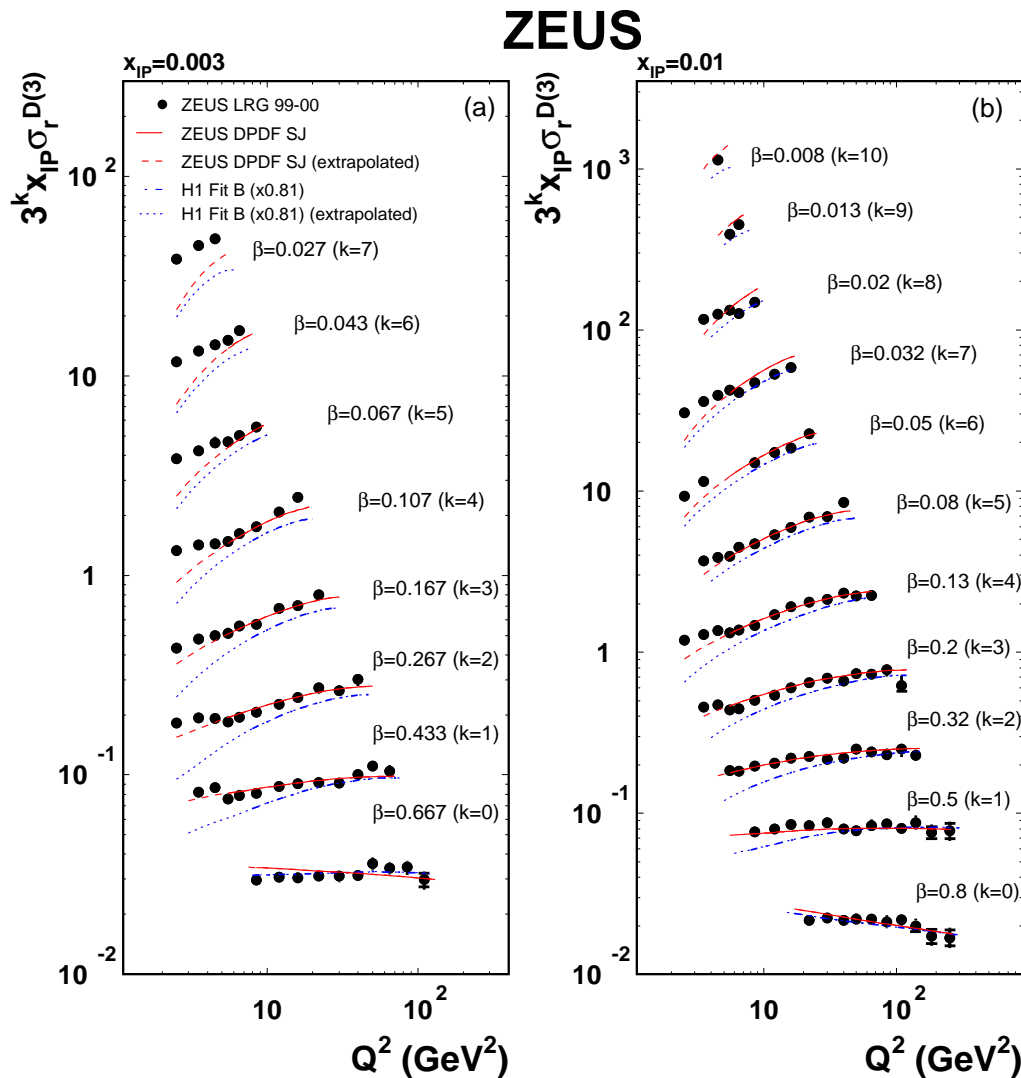 ZEUS
x_IP=0.003
3^k x_IP σ_r^D(3)
(a)
ZEUS LRG 99-00
ZEUS DPDF SJ
ZEUS DPDF SJ (extrapolated)
H1 Fit B (x0.81)
H1 Fit B (x0.81) (extrapolated)
β=0.027 (k=7)
β=0.043 (k=6)
β=0.067 (k=5)
β=0.107 (k=4)
β=0.167 (k=3)
β=0.267 (k=2)
β=0.433 (k=1)
β=0.667 (k=0)
10^2
10
1
10^-1
10^-2
10
10^2
Q^2 (GeV^2)
x_IP=0.01
3^k x_IP σ_r^D(3)
(b)
β=0.008 (k=10)
β=0.013 (k=9)
β=0.02 (k=8)
β=0.032 (k=7)
β=0.05 (k=6)
β=0.08 (k=5)
β=0.13 (k=4)
β=0.2 (k=3)
β=0.32 (k=2)
β=0.5 (k=1)
β=0.8 (k=0)
10^3
10^2
10
1
10^-1
10^-2
10
10^2
Q^2 (GeV^2)